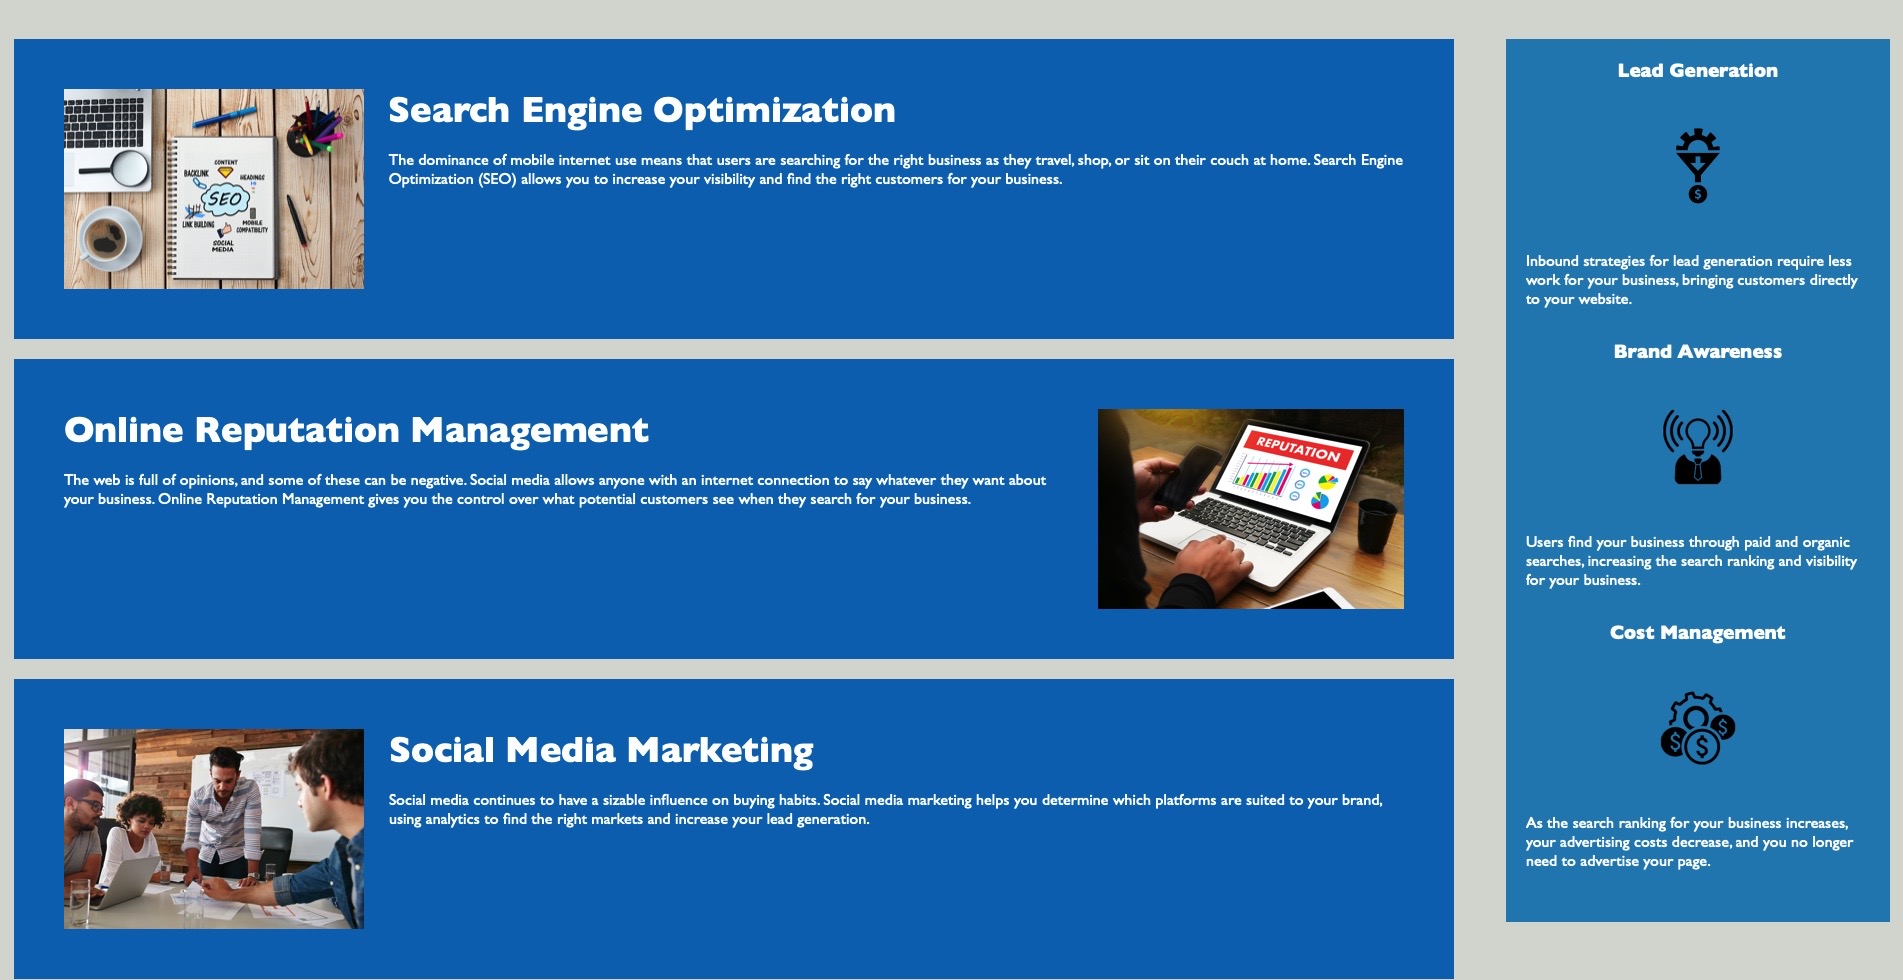 Search Engine Optimization
The dominance of mobile internet use means that users are searching for the right business as they travel, shop, or sit on their couch at home. Search Engine
Optimization (SEO) allows you to increase your visibility and find the right customers for your business.
CONTENT
BACKLINK
HEADINGS
SEO
LINK BUILDING
MOBILE
COMPATIBILITY
SOCIAL
MEDIA
Online Reputation Management
The web is full of opinions, and some of these can be negative. Social media allows anyone with an internet connection to say whatever they want about
your business. Online Reputation Management gives you the control over what potential customers see when they search for your business.
REPUTATION
Social Media Marketing
Social media continues to have a sizable influence on buying habits. Social media marketing helps you determine which platforms are suited to your brand,
using analytics to find the right markets and increase your lead generation.
Lead Generation
$
Inbound strategies for lead generation require less
work for your business, bringing customers directly
to your website.
Brand Awareness
Users find your business through paid and organic
searches, increasing the search ranking and visibility
for your business.
Cost Management
$ $ $
As the search ranking for your business increases,
your advertising costs decrease, and you no longer
need to advertise your page.